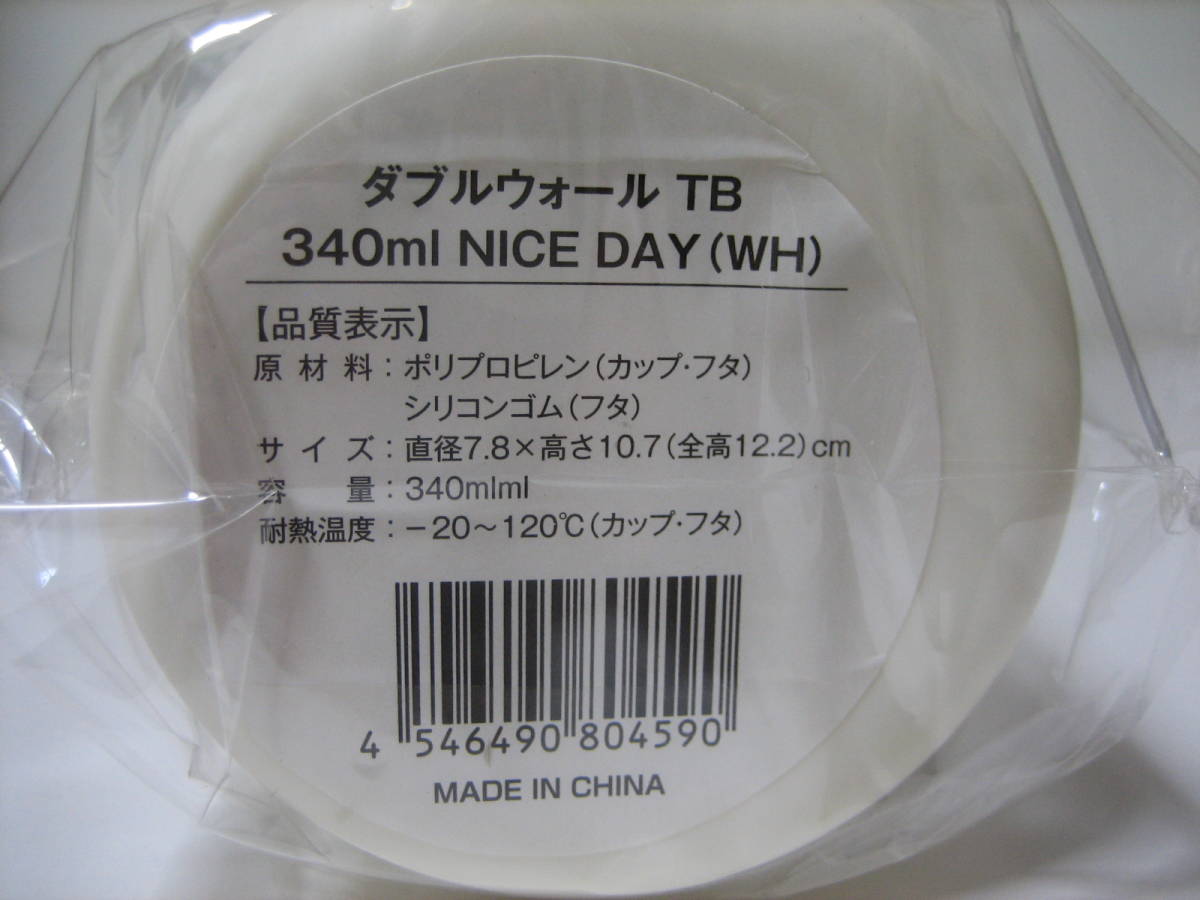 ダブルウォール TB
340ml NICE DAY(WH)
【品質表示】
原材料:ポリプロピレン(カップ・フタ)
シリコンゴム(フタ)
サイズ:直径7.8×高さ10.7(全高12.2)cm
容量:340mlml
耐熱温度:-20~120℃(カップ・フタ)
4 546490 804590
MADE IN CHINA